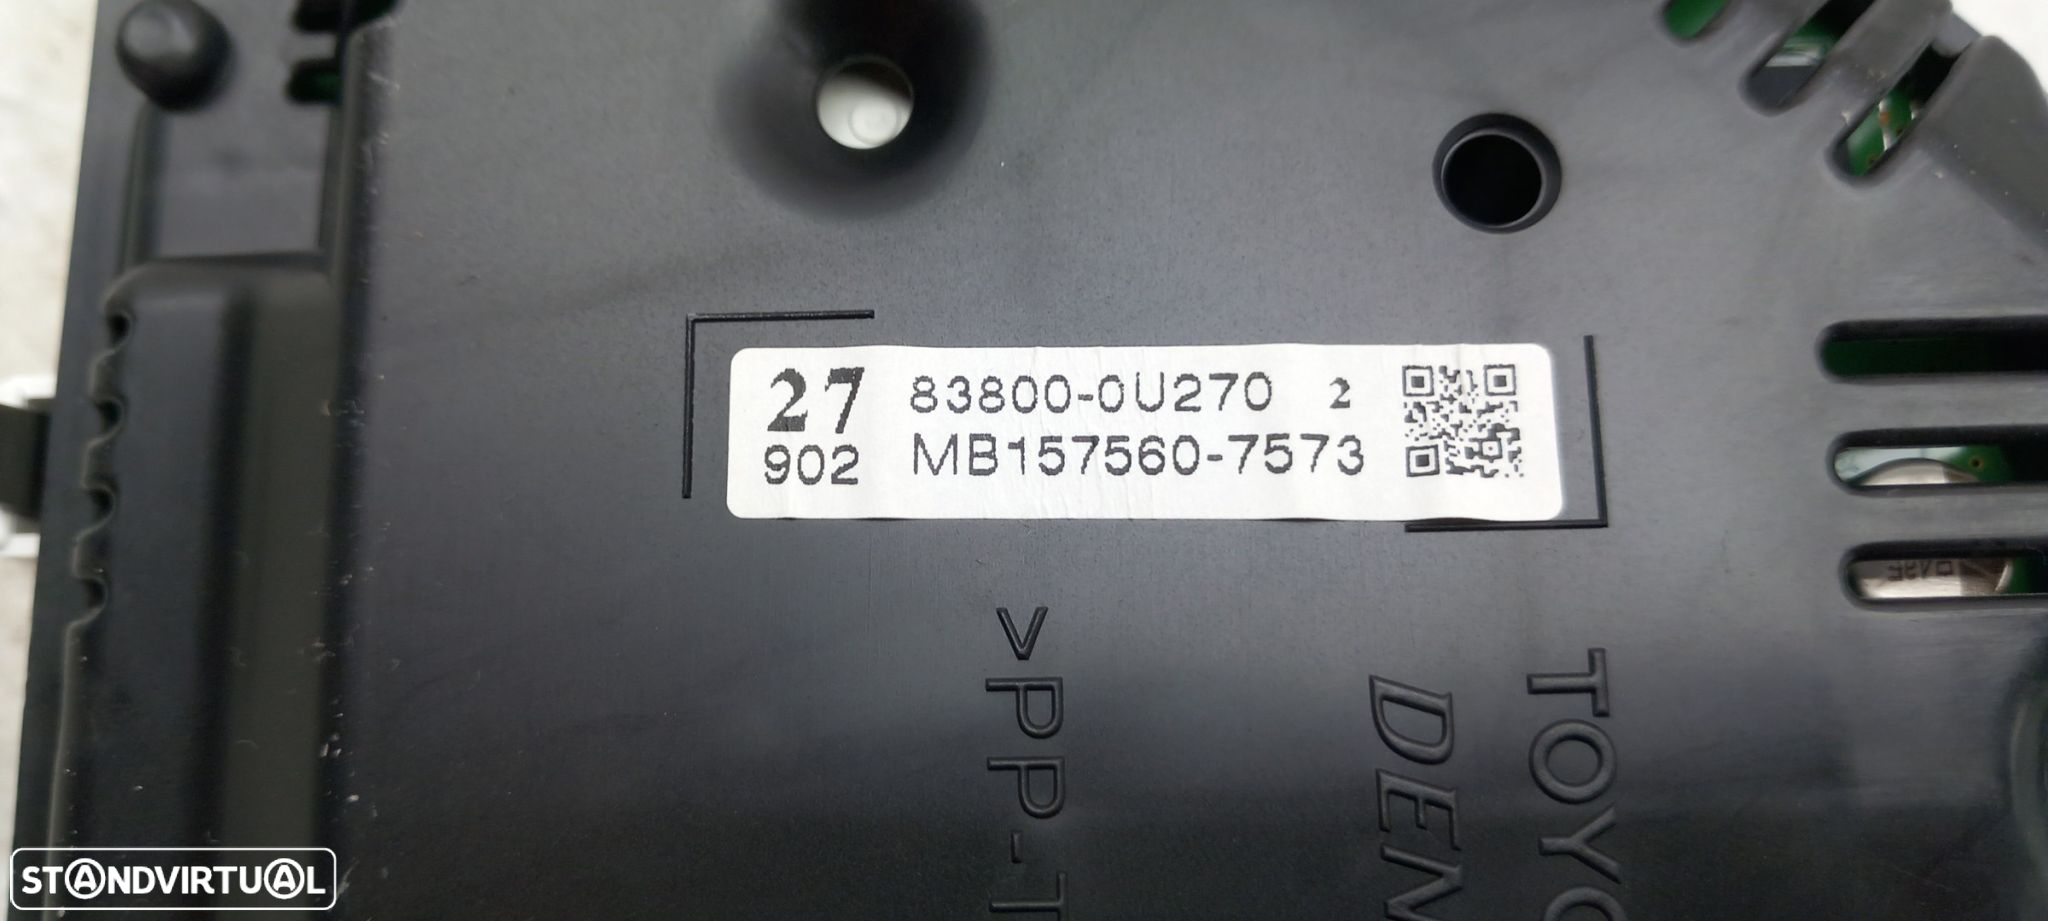 27 83800-0U270 2
902 MB157560-7573
>PP-T
DEN
TOYO
STANDVIRTUAL